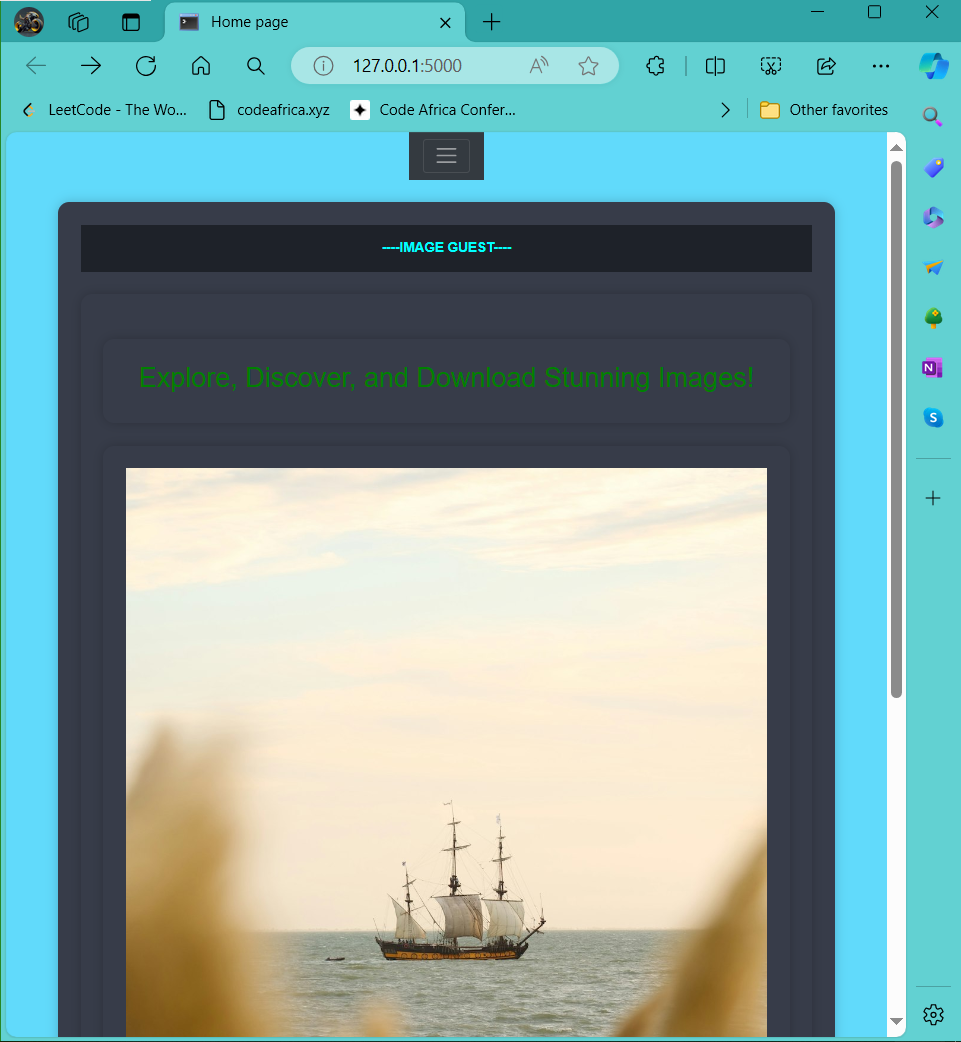 Home page
127.0.0.1:5000
LeetCode - The Wo...
codeafrica.xyz
Code Africa Confer...
Other favorites
----IMAGE GUEST----
Explore, Discover, and Download Stunning Images!